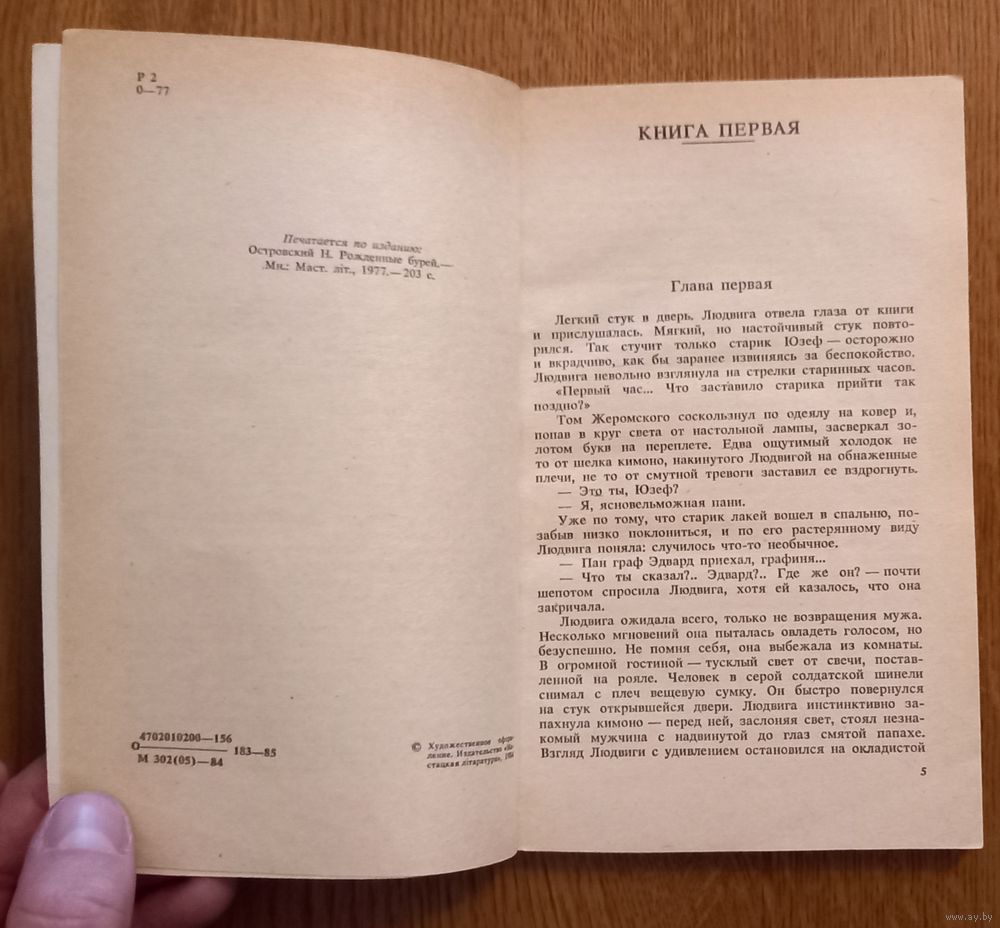 Р 2
О—77
Печатается по изданию:
Островский Н. Рожденные бурей.—
Мн.: Маст. літ., 1977.—203 с.
4702010200—156
О————— 183—85
М 302(05)—84
© Художественное офор
ление. Издательство
стацкая літаратура»,
КНИГА ПЕРВАЯ
Глава первая
Легкий стук в дверь. Людвига отвела глаза от книги
и прислушалась. Мягкий, но настойчивый стук повто-
рился. Так стучит только старик Юзеф — осторожно
и вкрадчиво, как бы заранее извиняясь за беспокойство.
Людвига невольно взглянула на стрелки старинных часов.
«Первый час... Что заставило старика прийти так
поздно?»
Том Жеромского соскользнул по одеялу на ковер и,
попав в круг света от настольной лампы, засверкал зо-
лотом букв на переплете. Едва ощутимый холодок не
то от шелка кимоно, накинутого Людвигой на обнаженные
плечи, не то от смутной тревоги заставил ее вздрогнуть.
— Это ты, Юзеф?
— Я, ясновельможная пани.
Уже по тому, что старик лакей вошел в спальню, по-
забыв низко поклониться, и по его растерянному виду
Людвига поняла: случилось что-то необычное.
— Пан граф Эдвард приехал, графиня...
— Что ты сказал?.. Эдвард?.. Где же он? — почти
шепотом спросила Людвига, хотя ей казалось, что она
закричала.
Людвига ожидала всего, только не возвращения мужа.
Несколько мгновений она пыталась овладеть голосом, но
безуспешно. Не помня себя, она выбежала из комнаты.
В огромной гостиной — тусклый свет от свечи, постав-
ленной на рояле. Человек в серой солдатской шинели
снимал с плеч вещевую сумку. Он быстро повернулся
на стук открывшейся двери. Людвига инстинктивно за-
пахнула кимоно — перед ней, заслоняя свет, стоял незна-
комый мужчина с надвинутой до глаз смятой папахе.
Взгляд Людвиги с удивлением остановился на окладистой
5
www.ay.by